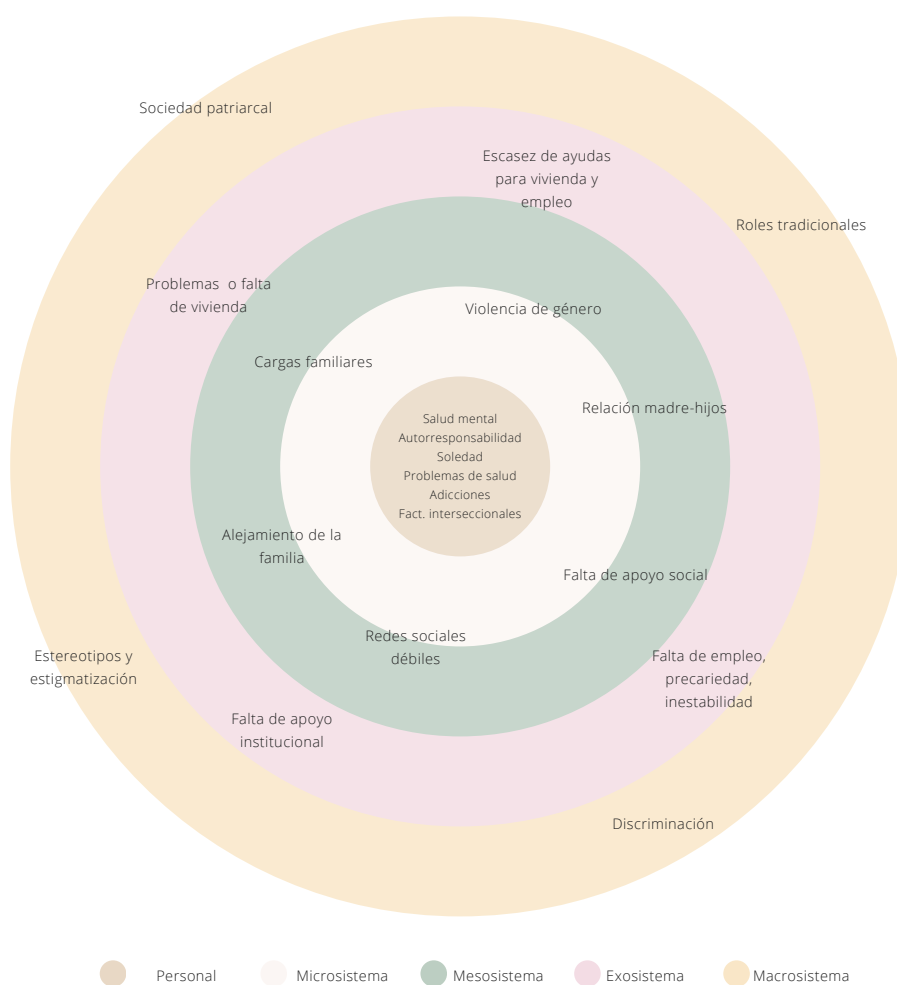 Sociedad patriarcal
Escasez de ayudas
para vivienda y
empleo
Roles tradicionales
Problemas o falta
de vivienda
Violencia de género
Cargas familiares
Relación madre-hijos
Salud mental
Autorresponsabilidad
Soledad
Problemas de salud
Adicciones
Fact. interseccionales
Alejamiento de la
familia
Falta de apoyo social
Redes sociales
débiles
Estereotipos y
estigmatización
Falta de empleo,
precariedad,
inestabilidad
Falta de apoyo
institucional
Discriminación
Personal
Microsistema
Mesosistema
Exosistema
Macrosistema